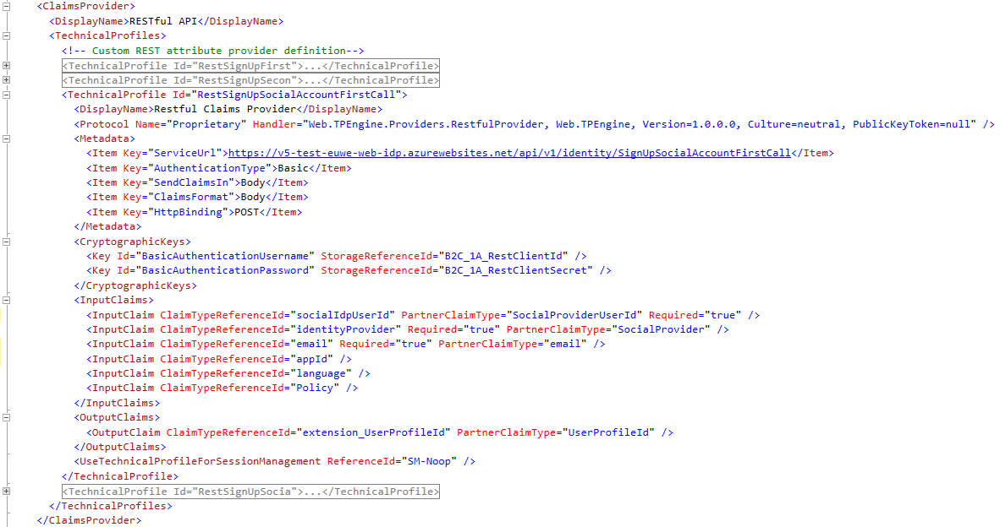 <ClaimsProvider>
<DisplayName>RESTful API</DisplayName>
<TechnicalProfiles>
<!-- Custom REST attribute provider definition-->
<TechnicalProfile Id="RestSignUpFirst">...</TechnicalProfile>
<TechnicalProfile Id="RestSignUpSecon">...</TechnicalProfile>
<TechnicalProfile Id="RestSignUpSocialAccountFirstCall">
<DisplayName>Restful Claims Provider</DisplayName>
<Protocol Name="Proprietary" Handler="Web.TPEngine.Providers.RestfulProvider, Web.TPEngine, Version=1.0.0.0, Culture=neutral, PublicKeyToken=null" />
<Metadata>
<Item Key="ServiceUrl">https://v5-test-euwe-web-idp.azurewebsites.net/api/v1/identity/SignUpSocialAccountFirstCall</Item>
<Item Key="AuthenticationType">Basic</Item>
<Item Key="SendClaimsIn">Body</Item>
<Item Key="ClaimsFormat">Body</Item>
<Item Key="HttpBinding">POST</Item>
</Metadata>
<CryptographicKeys>
<Key Id="BasicAuthenticationUsername" StorageReferenceId="B2C_1A_RestClientId" />
<Key Id="BasicAuthenticationPassword" StorageReferenceId="B2C_1A_RestClientSecret" />
</CryptographicKeys>
<InputClaims>
<InputClaim ClaimTypeReferenceId="socialIdpUserId" PartnerClaimType="SocialProviderUserId" Required="true" />
<InputClaim ClaimTypeReferenceId="identityProvider" Required="true" PartnerClaimType="SocialProvider" />
<InputClaim ClaimTypeReferenceId="email" Required="true" PartnerClaimType="email" />
<InputClaim ClaimTypeReferenceId="appId" />
<InputClaim ClaimTypeReferenceId="language" />
<InputClaim ClaimTypeReferenceId="Policy" />
</InputClaims>
<OutputClaims>
<OutputClaim ClaimTypeReferenceId="extension_UserProfileId" PartnerClaimType="UserProfileId" />
</OutputClaims>
<UseTechnicalProfileForSessionManagement ReferenceId="SM-Noop" />
</TechnicalProfile>
<TechnicalProfile Id="RestSignUpSocia">...</TechnicalProfile>
</TechnicalProfiles>
</ClaimsProvider>